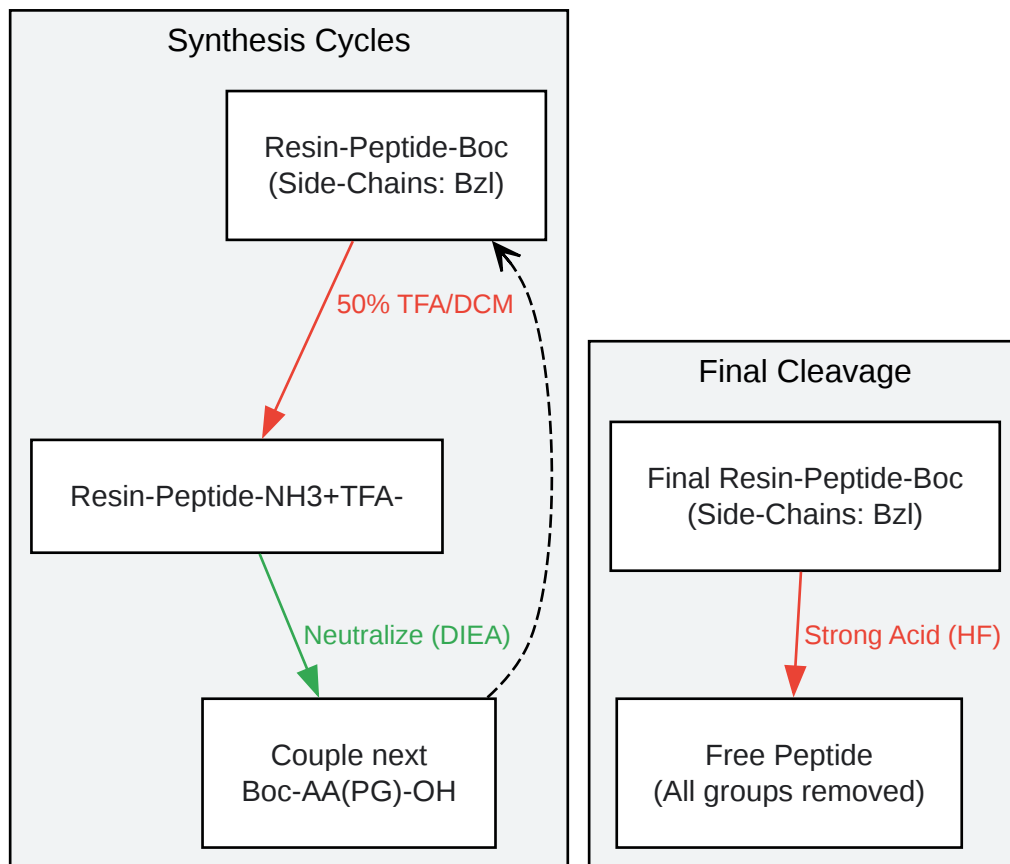 Synthesis Cycles
Resin-Peptide-Boc
(Side-Chains: Bzl)
50% TFA/DCM
Resin-Peptide-NH3+TFA-
Neutralize (DIEA)
Couple next
Boc-AA(PG)-OH
Final Cleavage
Final Resin-Peptide-Boc
(Side-Chains: Bzl)
Strong Acid (HF)
Free Peptide
(All groups removed)